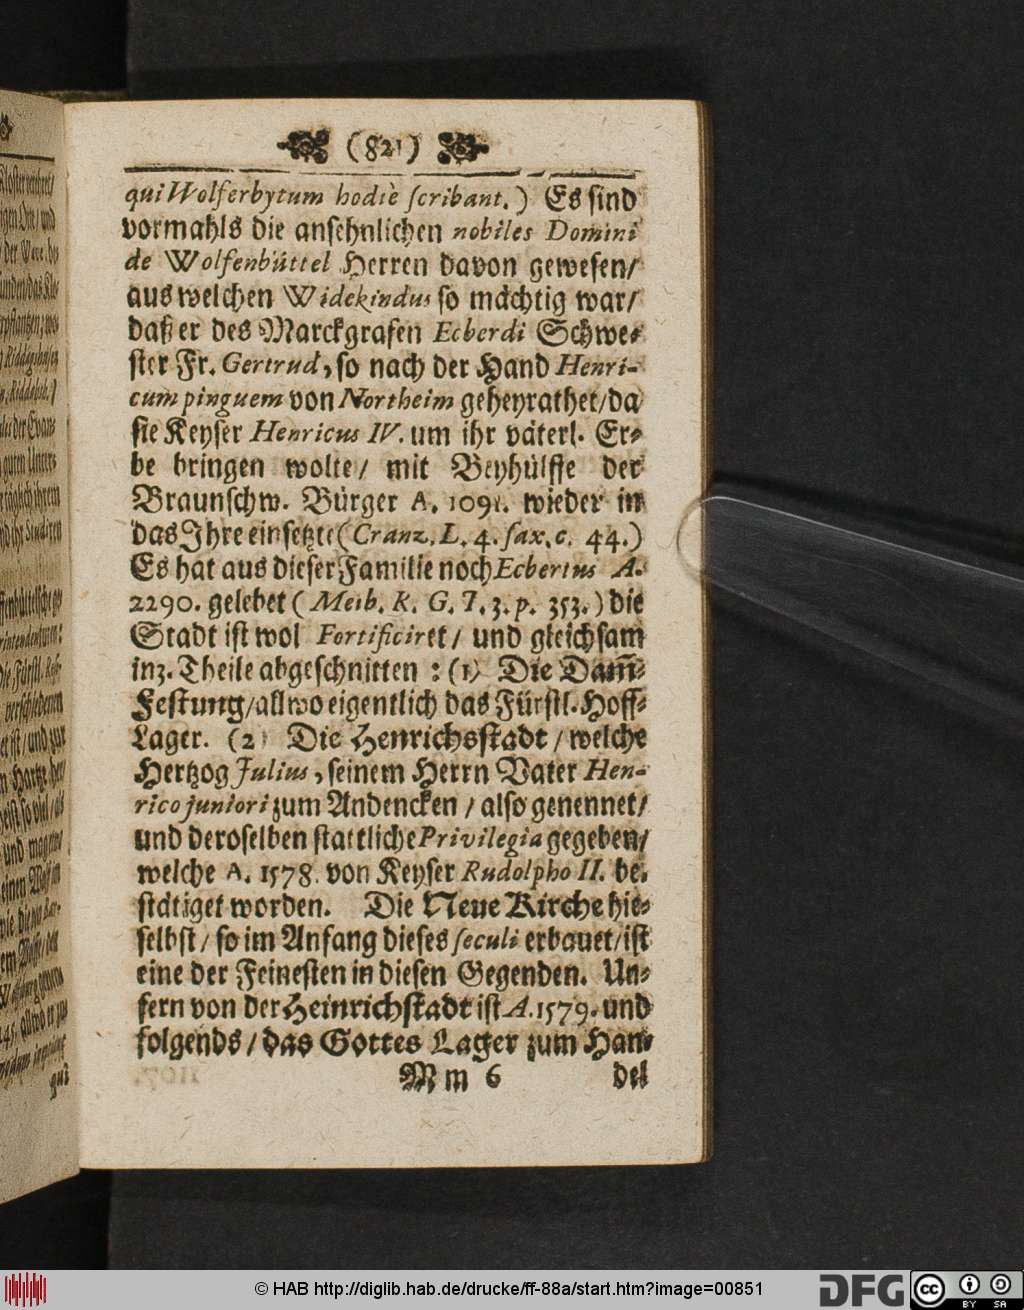 (821)
qui Wolferbytum hodie ſcribant.) Es ſind
vormahls die anſehnlichen nobiles Domini
de Wolfenbüttel Herren davon geweſen/
aus welchen Widekindus ſo mächtig war/
daß er des Marckgrafen Ecberdi Schwe-
ſter Fr. Gertrud, ſo nach der Hand Henri-
cum pinguem von Northeim geheyrathet/da
ſie Keyſer Henricus IV. um ihr väterl. Er-
be bringen wolte/ mit Beyhülffe der
Braunſchw. Bürger A. 1091. wieder in
das Ihre einſetzte (Cranz. L. 4. ſax. c. 44.)
Es hat aus dieſer Familie noch Ecbertus A.
2290. gelebet (Meib. R. G. T. 3. p. 353.) die
Stadt iſt wol Fortificiret/ und gleichſam
in 3. Theile abgeſchnitten : (1) Die Dam̃-
Feſtung/allwo eigentlich das Fürſtl. Hoff-
Lager. (2) Die Henrichsſtadt / welche
Hertzog Julius, ſeinem Herrn Vater Hen-
rico juniori zum Andencken / alſo genennet/
und deroſelben ſtattliche Privilegia gegeben/
welche A. 1578. von Keyſer Rudolpho II. be-
ſtätiget worden. Die Neue Kirche hie-
ſelbſt / ſo im Anfang dieſes ſeculi erbauet/iſt
eine der Feineſten in dieſen Gegenden. Un-
fern von der Heinrichſtadt iſt A. 1579. und
folgends / das Gottes Lager zum Han-
M m 6 del
© HAB http://diglib.hab.de/drucke/ff-88a/start.htm?image=00851
DFG cc BY SA